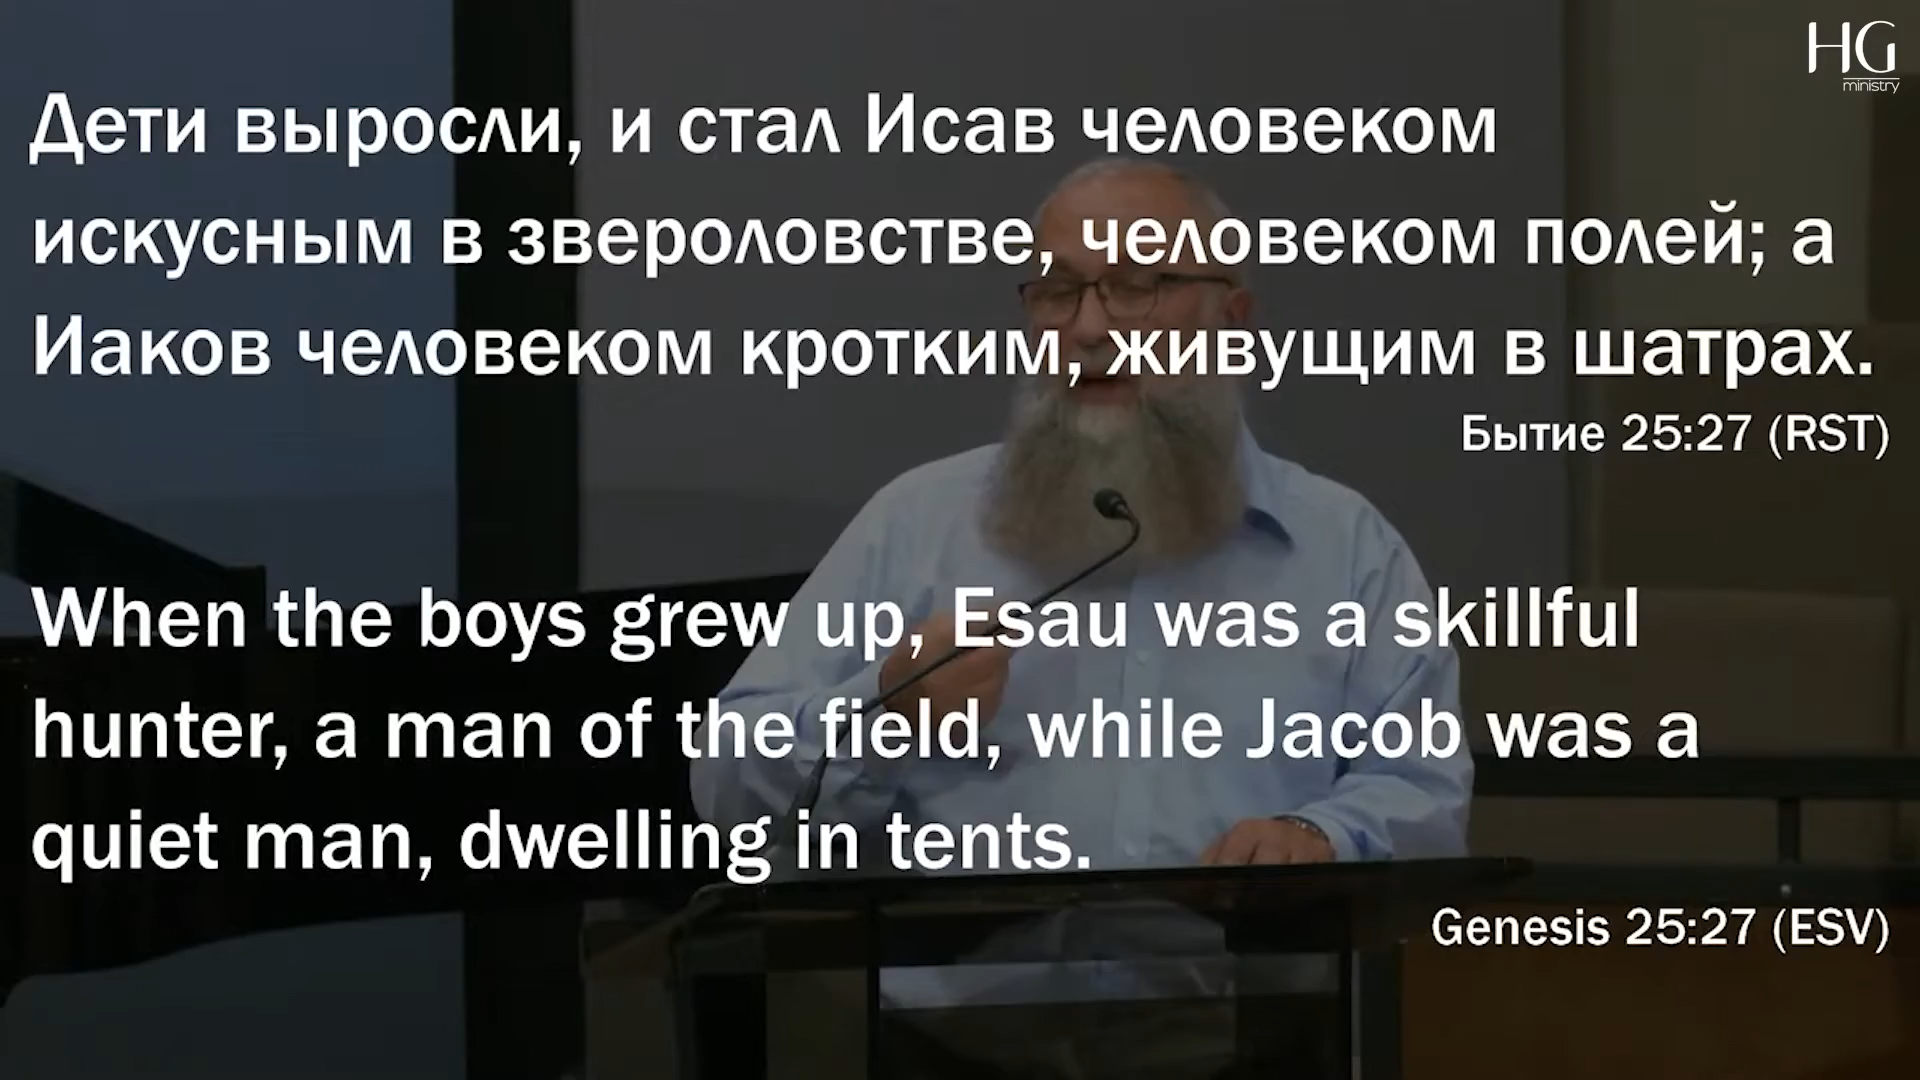 HG
ministry
Дети выросли, и стал Исав человеком
искусным в звероловстве, человеком полей; а
Иаков человеком кротким, живущим в шатрах.
Бытие 25:27 (RST)
When the boys grew up, Esau was a skillful
hunter, a man of the field, while Jacob was a
quiet man, dwelling in tents.
Genesis 25:27 (ESV)